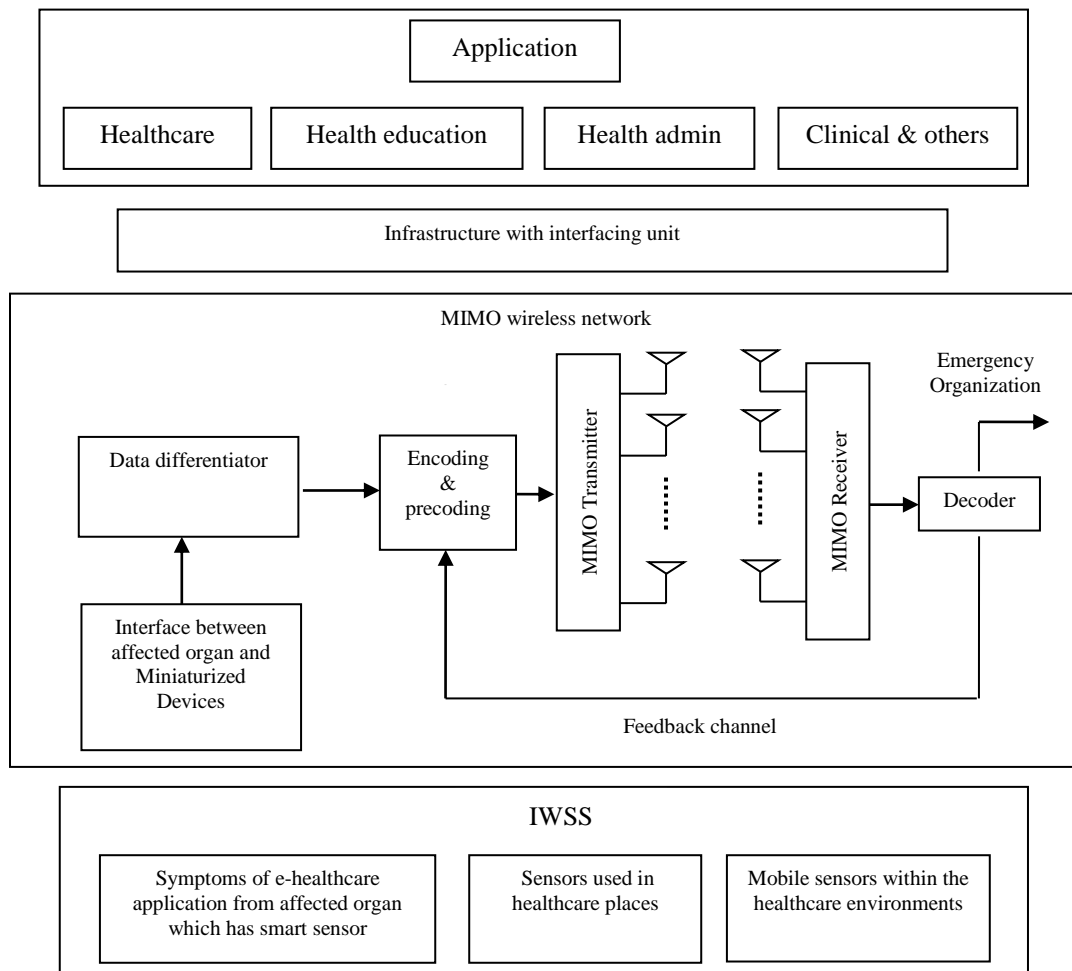 Application
Healthcare
Health education
Health admin
Clinical & others
Infrastructure with interfacing unit
MIMO wireless network
Emergency
Organization
Data differentiator
Encoding
&
precoding
MIMO Transmitter
MIMO Receiver
Decoder
Interface between
affected organ and
Miniaturized
Devices
Feedback channel
IWSS
Symptoms of e-healthcare
application from affected organ
which has smart sensor
Sensors used in
healthcare places
Mobile sensors within the
healthcare environments